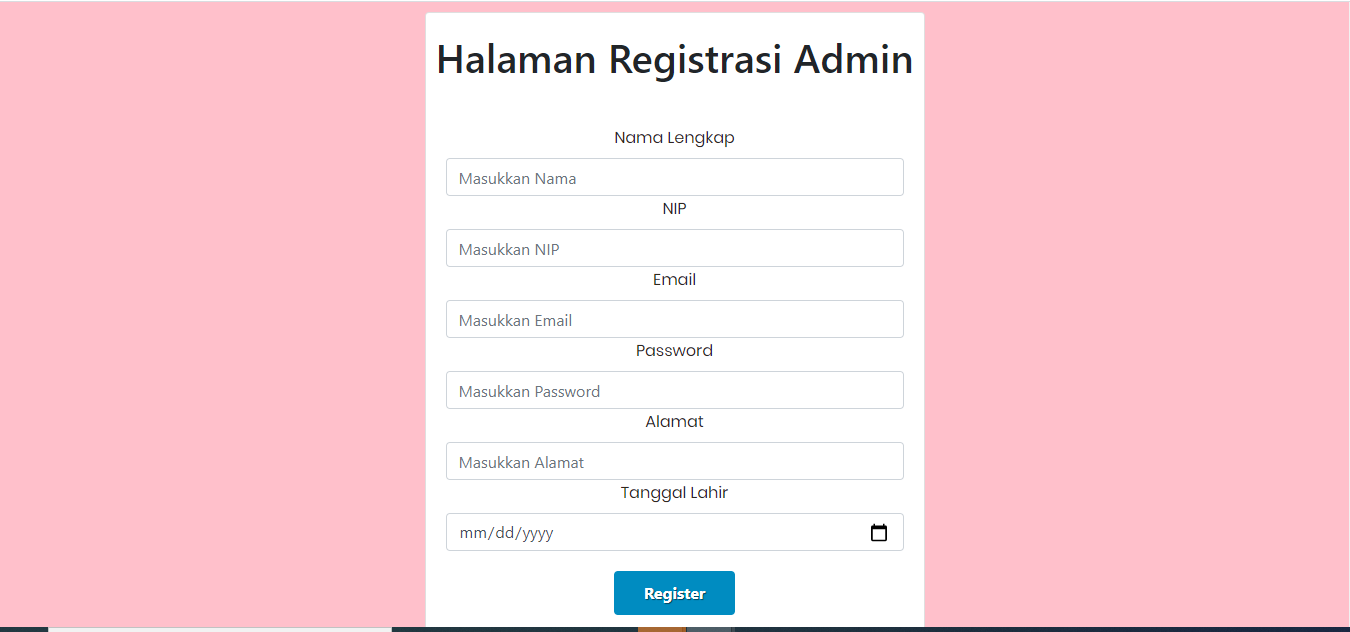 Halaman Registrasi Admin
Nama Lengkap
Masukkan Nama
NIP
Masukkan NIP
Email
Masukkan Email
Password
Masukkan Password
Alamat
Masukkan Alamat
Tanggal Lahir
mm/dd/yyyy
Register